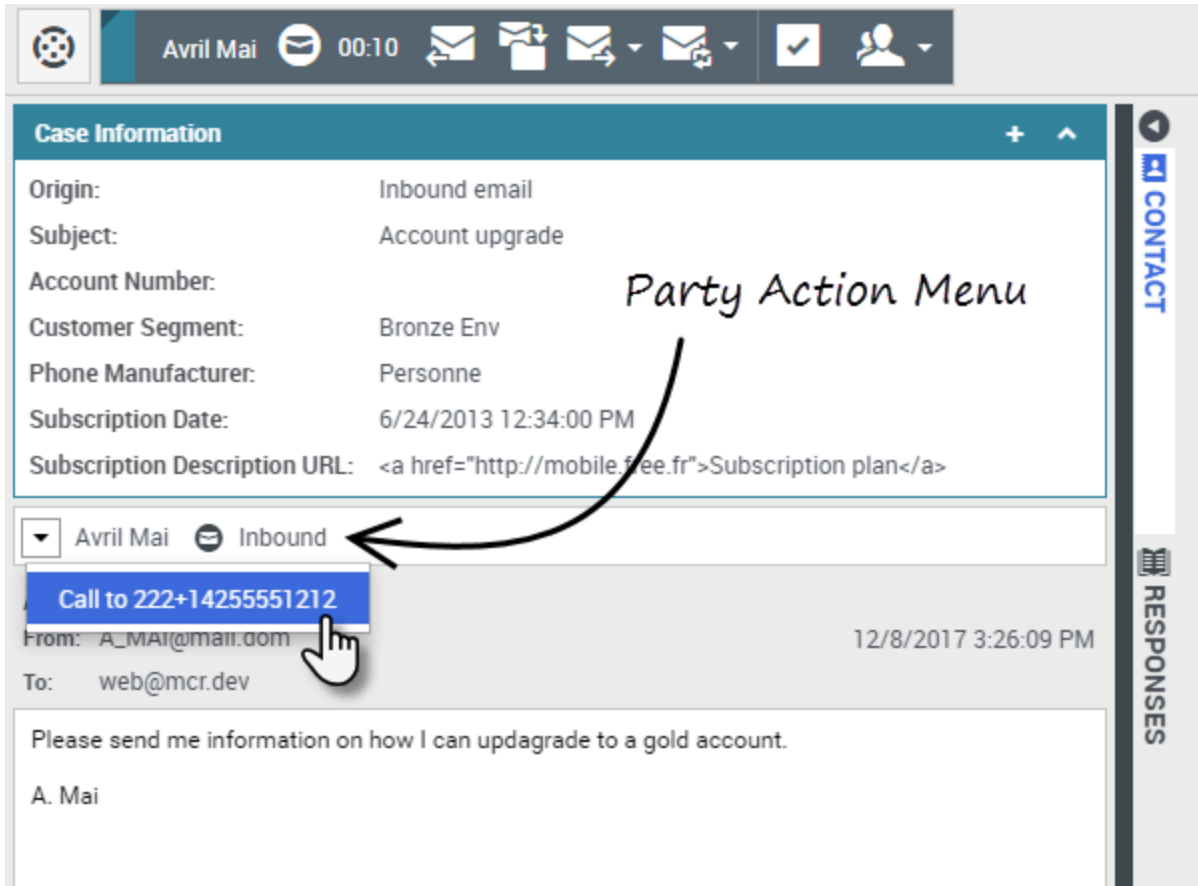 Avril Mai 00:10
Case Information
Origin: Inbound email
Subject: Account upgrade
Account Number:
Customer Segment: Bronze Env
Phone Manufacturer: Personne
Subscription Date: 6/24/2013 12:34:00 PM
Subscription Description URL: <a href="http://mobile.free.fr">Subscription plan</a>
Party Action Menu
Avril Mai Inbound
Call to 222+14255551212
From: A_MAI@mail.dom 12/8/2017 3:26:09 PM
To: web@mcr.dev
Please send me information on how I can updagrade to a gold account.
A. Mai
CONTACT
RESPONSES